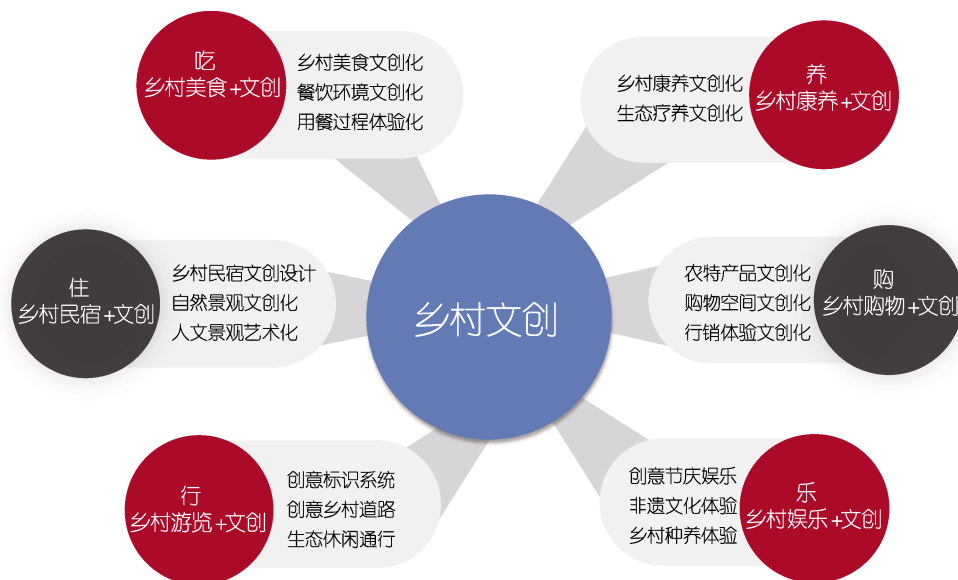 吃
乡村美食+文创
乡村美食文创化
餐饮环境文创化
用餐过程体验化
养
乡村康养+文创
乡村康养文创化
生态疗养文创化
住
乡村民宿+文创
乡村民宿文创设计
自然景观文创化
人文景观艺术化
乡村文创
购
乡村购物+文创
农特产品文创化
购物空间文创化
行销体验文创化
行
乡村游览+文创
创意标识系统
创意乡村道路
生态休闲通行
乐
乡村娱乐+文创
创意节庆娱乐
非遗文化体验
乡村种养体验